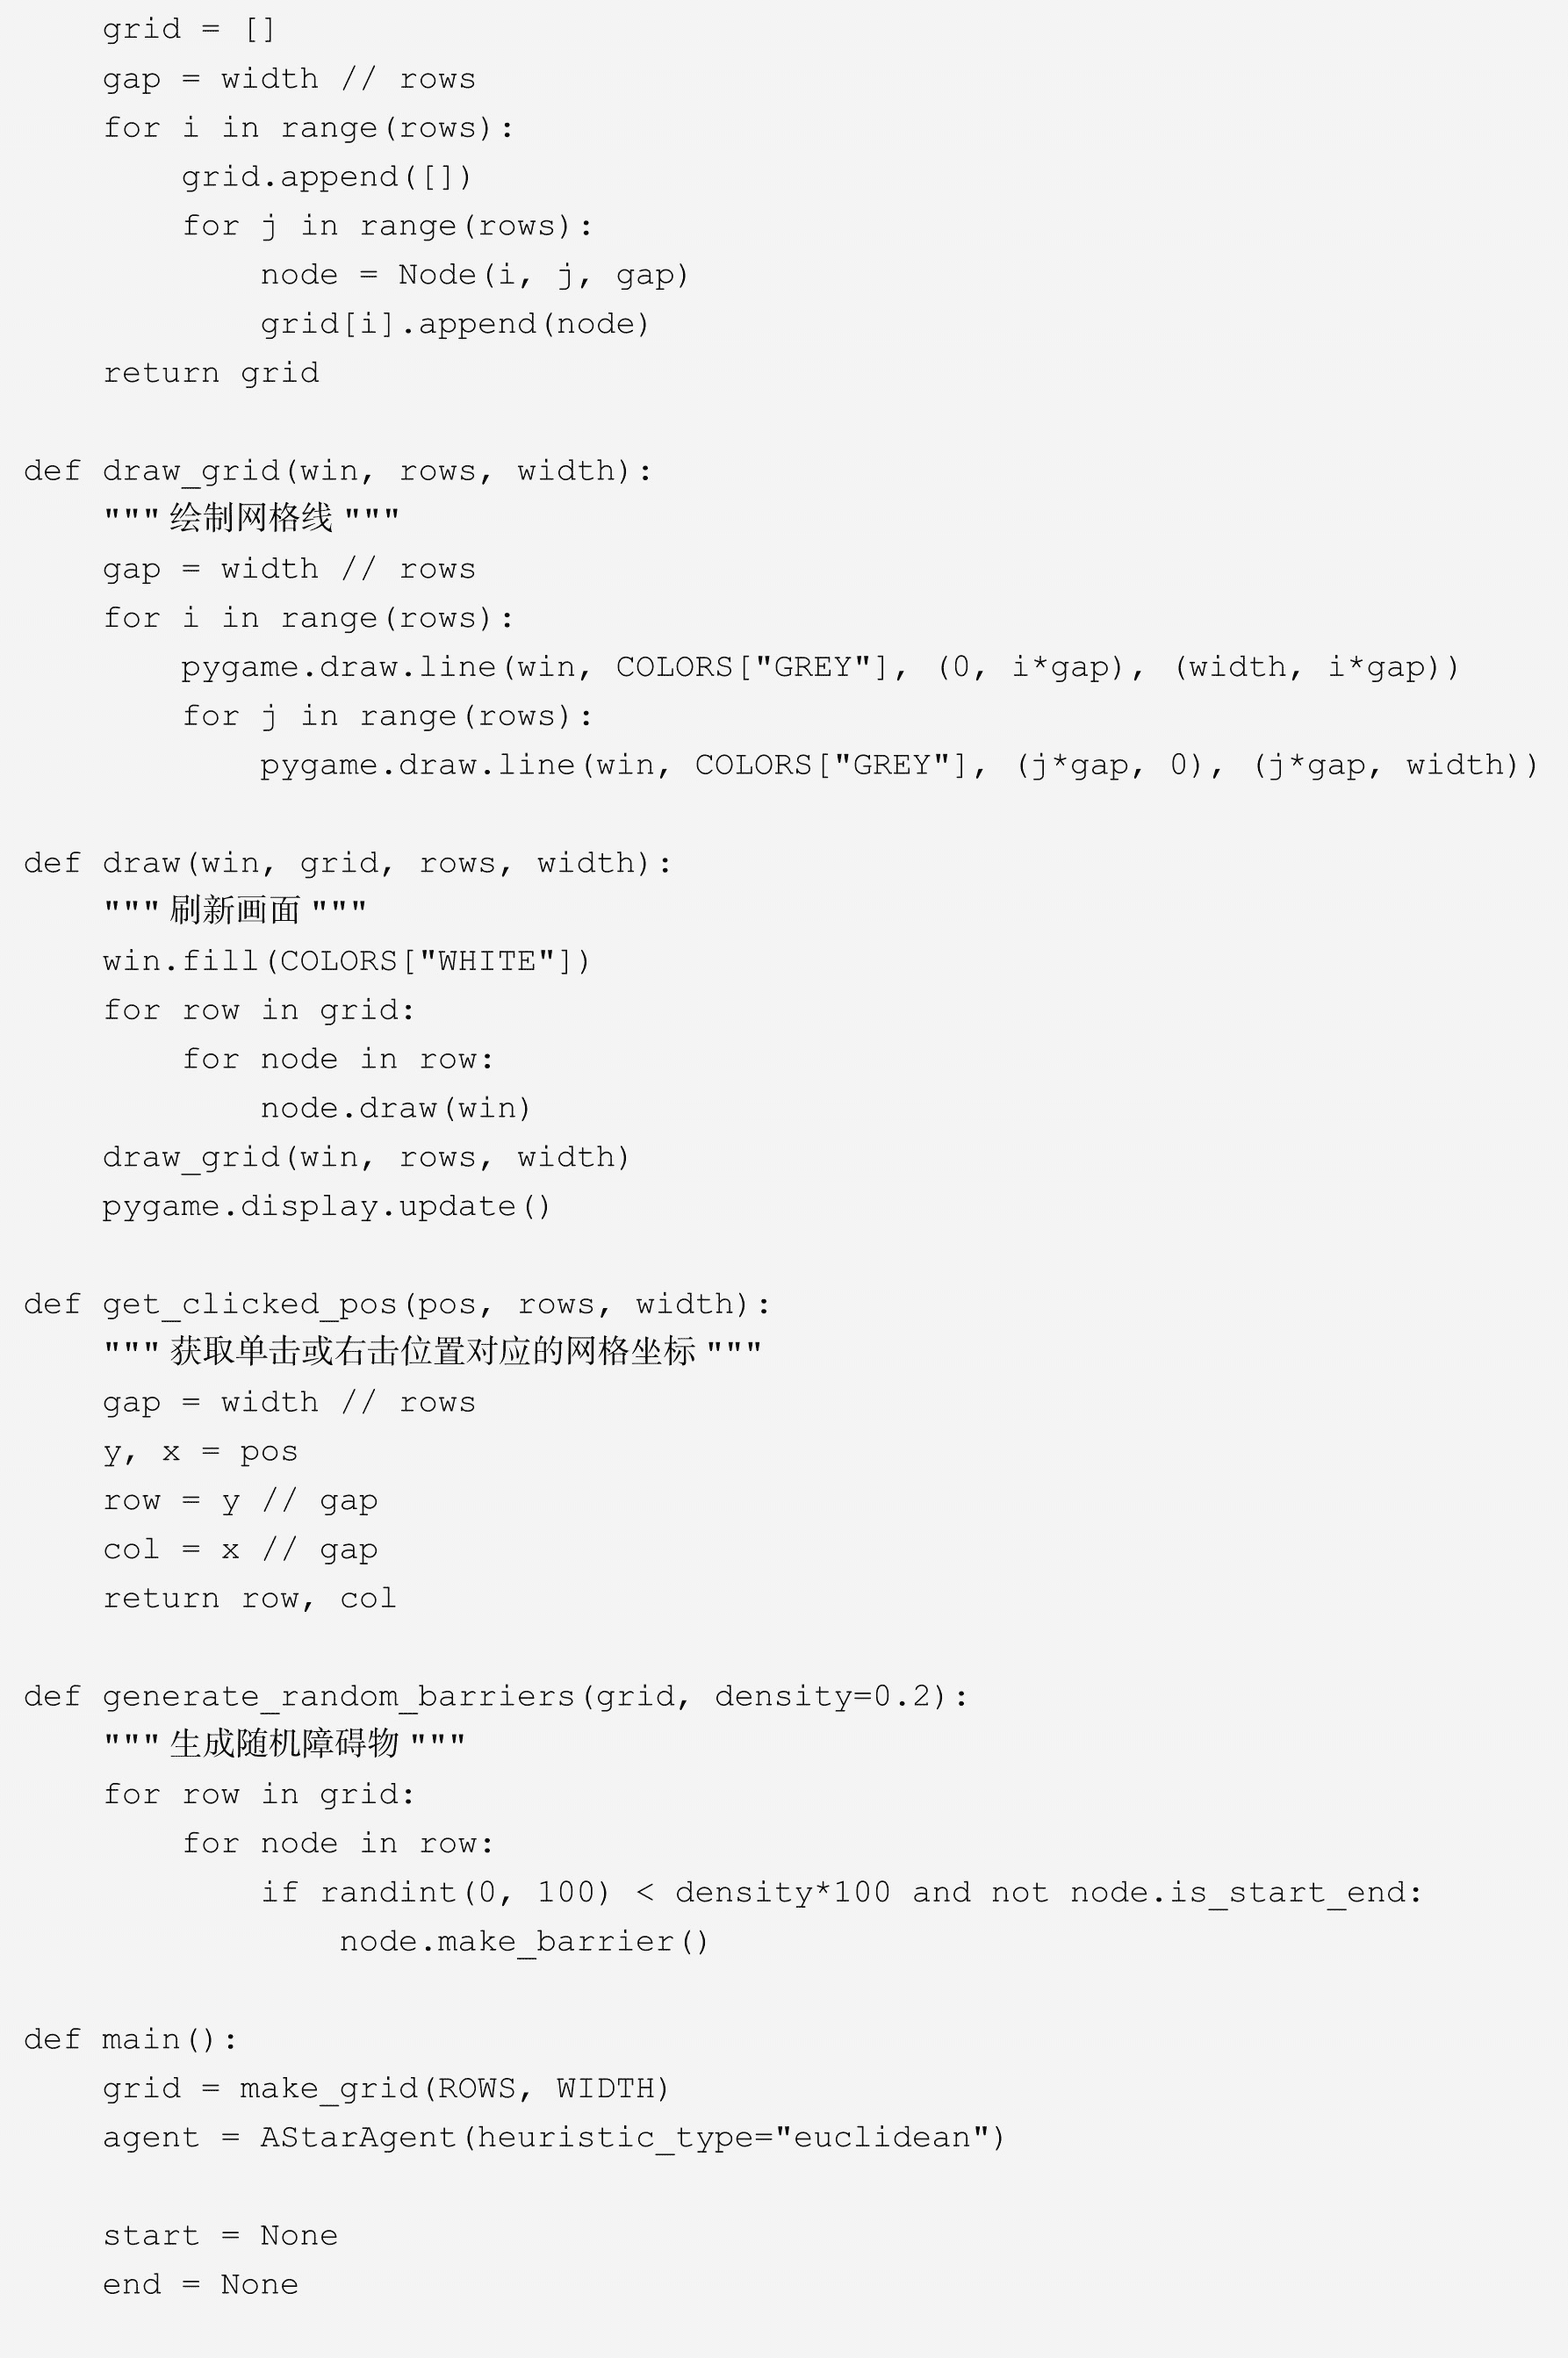 grid = []
    gap = width // rows
    for i in range(rows):
        grid.append([])
        for j in range(rows):
            node = Node(i, j, gap)
            grid[i].append(node)
    return grid

def draw_grid(win, rows, width):
    """ 绘制网格线 """
    gap = width // rows
    for i in range(rows):
        pygame.draw.line(win, COLORS["GREY"], (0, i*gap), (width, i*gap))
        for j in range(rows):
            pygame.draw.line(win, COLORS["GREY"], (j*gap, 0), (j*gap, width))

def draw(win, grid, rows, width):
    """ 刷新画面 """
    win.fill(COLORS["WHITE"])
    for row in grid:
        for node in row:
            node.draw(win)
    draw_grid(win, rows, width)
    pygame.display.update()

def get_clicked_pos(pos, rows, width):
    """ 获取单击或右击位置对应的网格坐标 """
    gap = width // rows
    y, x = pos
    row = y // gap
    col = x // gap
    return row, col

def generate_random_barriers(grid, density=0.2):
    """ 生成随机障碍物 """
    for row in grid:
        for node in row:
            if randint(0, 100) < density*100 and not node.is_start_end:
                node.make_barrier()

def main():
    grid = make_grid(ROWS, WIDTH)
    agent = AStarAgent(heuristic_type="euclidean")

    start = None
    end = None